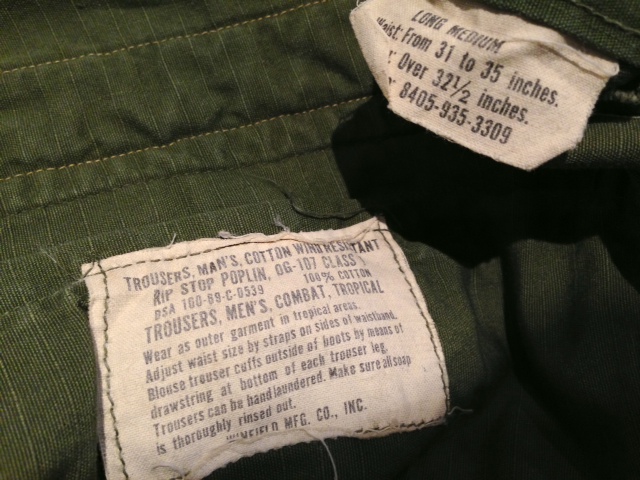 LONG MEDIUM
Waist: From 31 to 35 inches.
Over 32½ inches.
8405-935-3309
TROUSERS, MAN'S, COTTON WIND RESISTANT
RIP STOP POPLIN, OG-107 CLASS
DSA 100-69-C-0539 100% COTTON
TROUSERS, MEN'S, COMBAT, TROPICAL
Wear as outer garment in tropical areas.
Adjust waist size by straps on sides of waistband.
Blouse trouser cuffs outside of boots by means of
drawstring at bottom of each trouser leg.
Trousers can be handlaundered. Make sure all soap
is thoroughly rinsed out.
WINFIELD MFG. CO., INC.